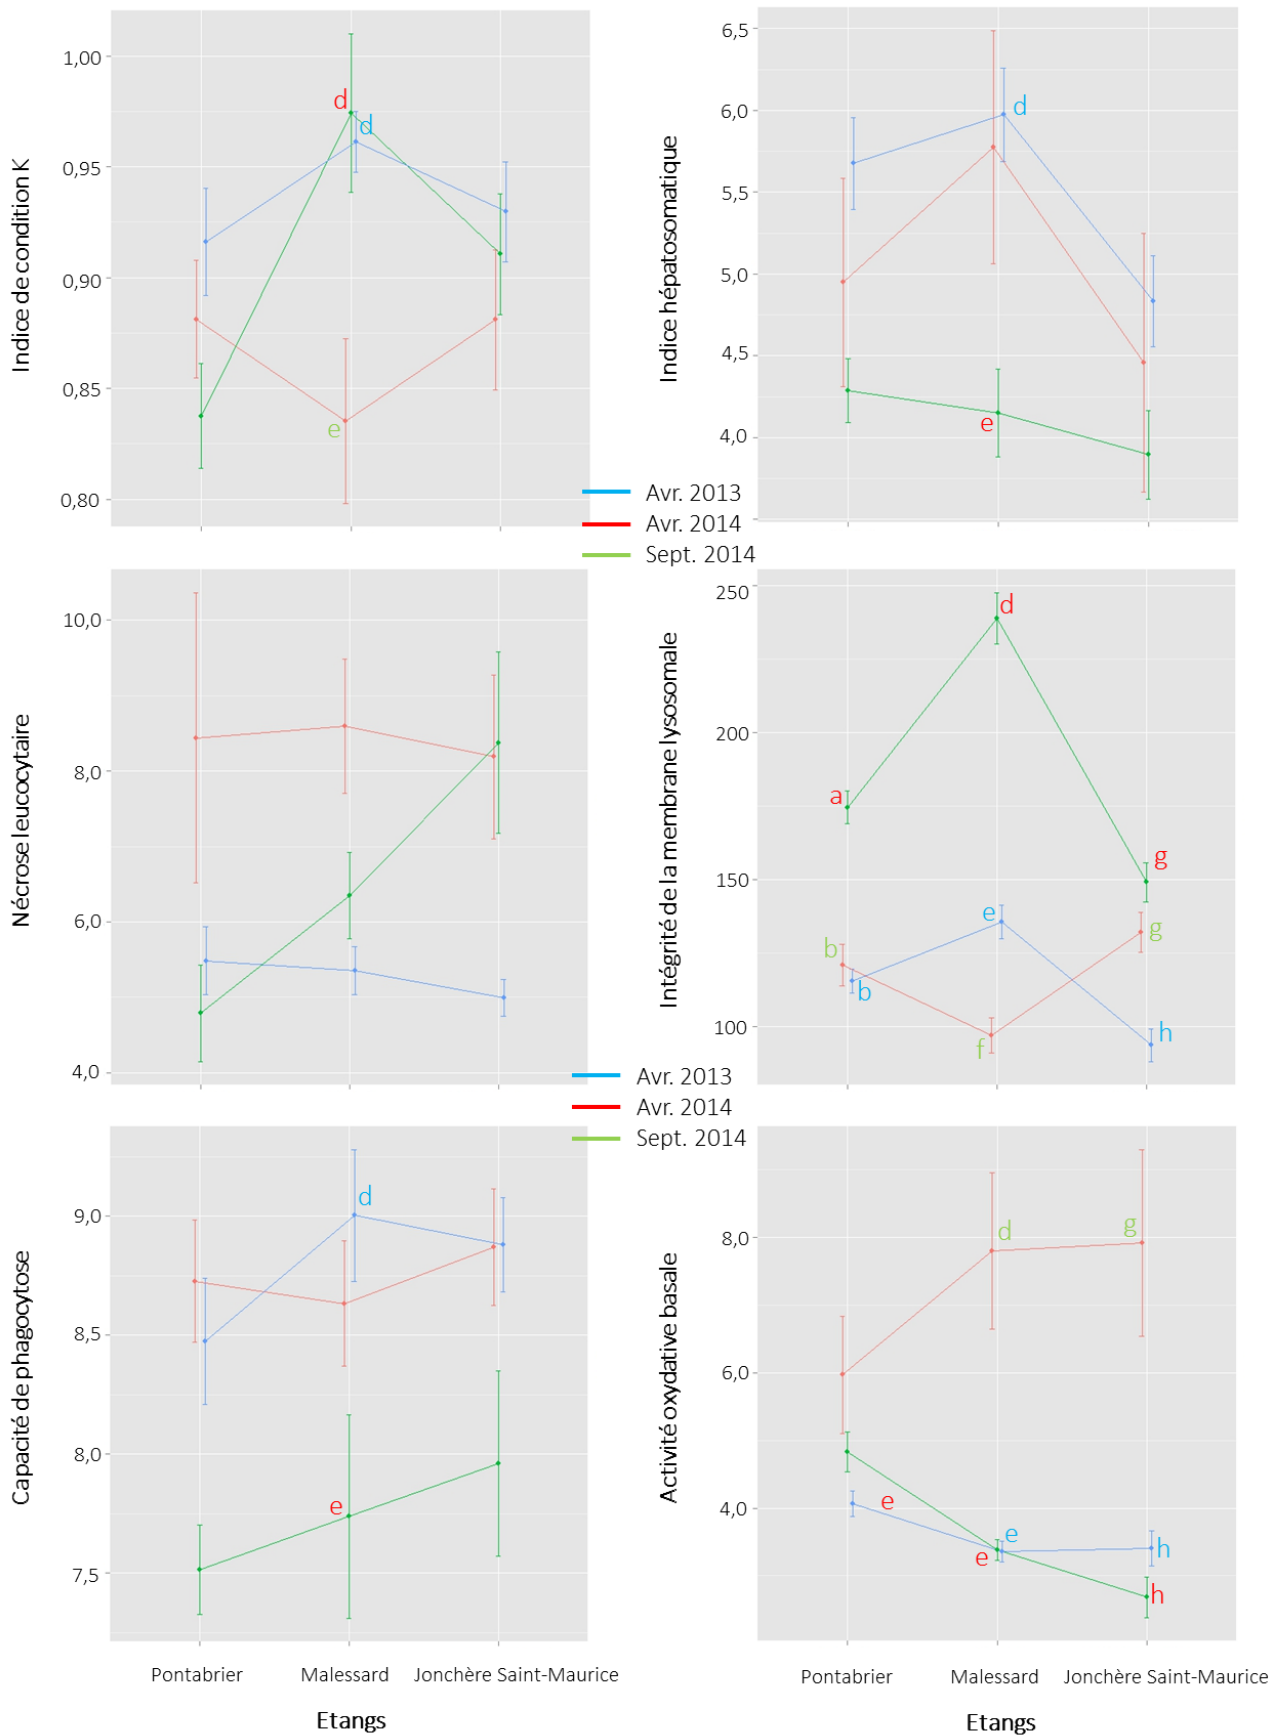 Indice de condition K
1,00
0,95
0,90
0,85
0,80
d
d
e
Indice hépatosomatique
6,5
6,0
5,5
5,0
4,5
4,0
d
e
Avr. 2013
Avr. 2014
Sept. 2014
Nécrose leucocytaire
10,0
8,0
6,0
4,0
Intégrité de la membrane lysosomale
250
200
150
100
d
a
g
e
b
g
b
h
f
Avr. 2013
Avr. 2014
Sept. 2014
Capacité de phagocytose
9,0
8,5
8,0
7,5
d
e
Activité oxydative basale
8,0
6,0
4,0
d
g
e
e
e
h
h
Pontabrier Malessard Jonchère Saint-Maurice
Etangs
Pontabrier Malessard Jonchère Saint-Maurice
Etangs